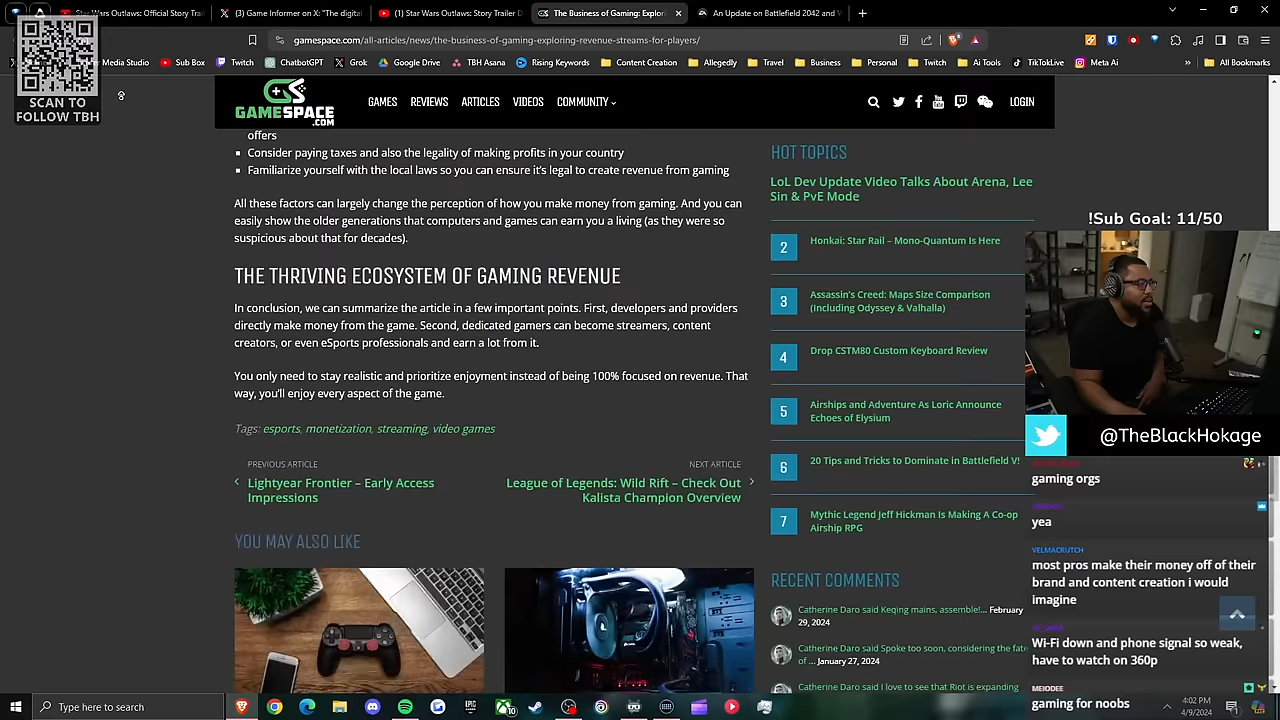 Star Wars Outlaws: Official Story Trai
(3) Game Informer on X: "The digital
(1) Star Wars Outlaws: Story Trailer D
The Business of Gaming: Explori
An Update on Battlefield 2042 and
gamespace.com/all-articles/news/the-business-of-gaming-exploring-revenue-streams-for-players/
Media Studio
Sub Box
Twitch
ChatbotGPT
Grok
Google Drive
TBH Asana
Rising Keywords
Content Creation
Allegedly
Travel
Business
Personal
Twitch
Ai Tools
TikTokLive
Meta Ai
All Bookmarks
SCAN TO
FOLLOW TBH
GAMESPACE
.COM
GAMES
REVIEWS
ARTICLES
VIDEOS
COMMUNITY
LOGIN
offers
Consider paying taxes and also the legality of making profits in your country
Familiarize yourself with the local laws so you can ensure it's legal to create revenue from gaming
All these factors can largely change the perception of how you make money from gaming. And you can
easily show the older generations that computers and games can earn you a living (as they were so
suspicious about that for decades).
THE THRIVING ECOSYSTEM OF GAMING REVENUE
In conclusion, we can summarize the article in a few important points. First, developers and providers
directly make money from the game. Second, dedicated gamers can become streamers, content
creators, or even eSports professionals and earn a lot from it.
You only need to stay realistic and prioritize enjoyment instead of being 100% focused on revenue. That
way, you'll enjoy every aspect of the game.
Tags: esports, monetization, streaming, video games
PREVIOUS ARTICLE
Lightyear Frontier – Early Access
Impressions
NEXT ARTICLE
League of Legends: Wild Rift – Check Out
Kalista Champion Overview
YOU MAY ALSO LIKE
HOT TOPICS
LoL Dev Update Video Talks About Arena, Lee
Sin & PvE Mode
2
Honkai: Star Rail – Mono-Quantum Is Here
3
Assassin's Creed: Maps Size Comparison
(Including Odyssey & Valhalla)
4
Drop CSTM80 Custom Keyboard Review
5
Airships and Adventure As Loric Announce
Echoes of Elysium
6
20 Tips and Tricks to Dominate in Battlefield V!
7
Mythic Legend Jeff Hickman Is Making A Co-op
Airship RPG
RECENT COMMENTS
Catherine Daro said Keqing mains, assemble!... February
29, 2024
Catherine Daro said Spoke too soon, considering the fate
of ... January 27, 2024
Catherine Daro said I love to see that Riot is expanding
!Sub Goal: 11/50
@TheBlackHokage
gaming orgs
yea
VELMACRUTCH
most pros make their money off of their
brand and content creation i would
imagine
Wi-Fi down and phone signal so weak,
have to watch on 360p
MEIODEE
gaming for noobs
Type here to search
4:02 PM
4/9/2024